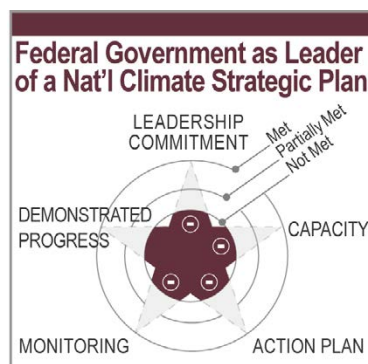 Federal Government as Leader
of a Nat'l Climate Strategic Plan
LEADERSHIP
COMMITMENT
Met
Partially Met
Not Met
DEMONSTRATED
PROGRESS
CAPACITY
MONITORING
ACTION PLAN